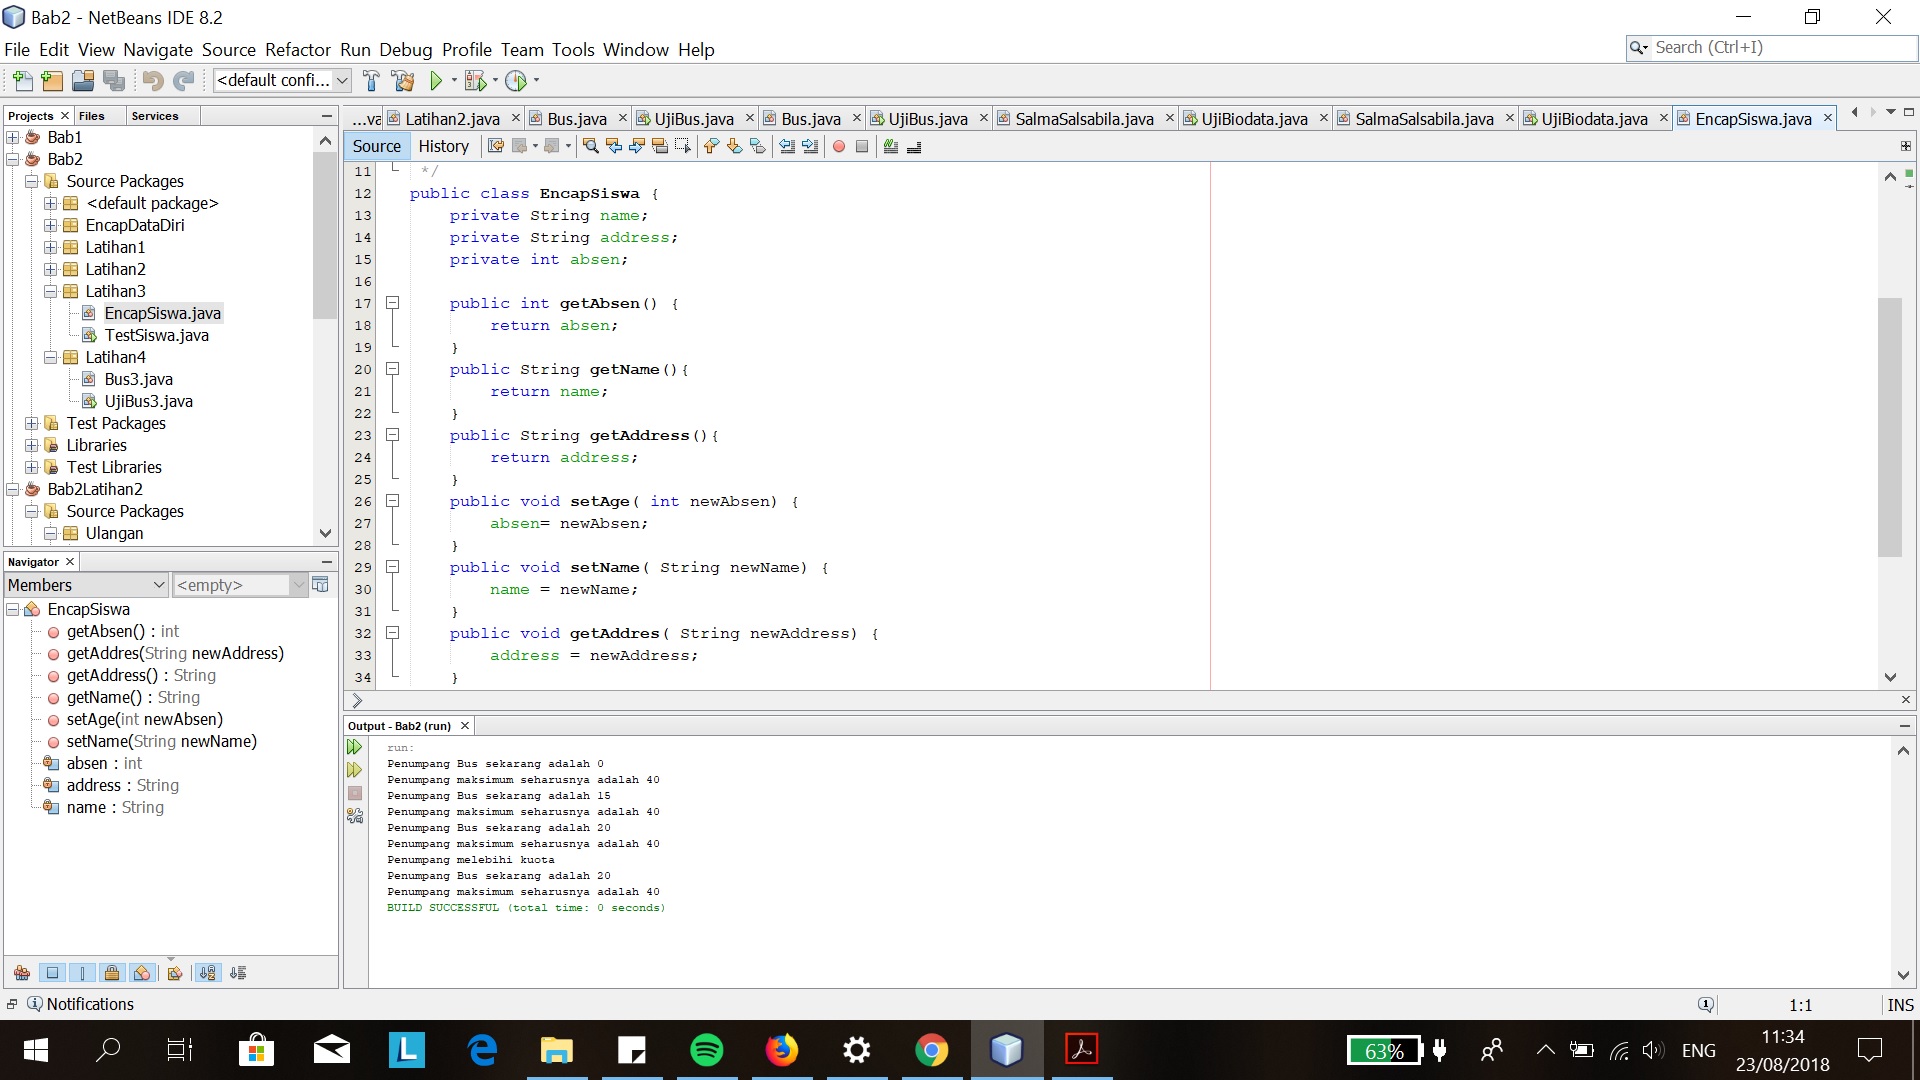 Bab2 - NetBeans IDE 8.2
File Edit View Navigate Source Refactor Run Debug Profile Team Tools Window Help
Search (Ctrl+I)
<default confi...
Projects Files Services
Bab1
Bab2
Source Packages
<default package>
EncapDataDiri
Latihan1
Latihan2
Latihan3
EncapSiswa.java
TestSiswa.java
Latihan4
Bus3.java
UjiBus3.java
Test Packages
Libraries
Test Libraries
Bab2Latihan2
Source Packages
Ulangan
Navigator
Members <empty>
EncapSiswa
getAbsen() : int
getAddres(String newAddress)
getAddress() : String
getName() : String
setAge(int newAbsen)
setName(String newName)
absen : int
address : String
name : String
...va Latihan2.java Bus.java UjiBus.java Bus.java UjiBus.java SalmaSalsabila.java UjiBiodata.java SalmaSalsabila.java UjiBiodata.java EncapSiswa.java
Source History
11 */
12 public class EncapSiswa {
13 private String name;
14 private String address;
15 private int absen;
16
17 public int getAbsen() {
18 return absen;
19 }
20 public String getName(){
21 return name;
22 }
23 public String getAddress(){
24 return address;
25 }
26 public void setAge( int newAbsen) {
27 absen= newAbsen;
28 }
29 public void setName( String newName) {
30 name = newName;
31 }
32 public void getAddres( String newAddress) {
33 address = newAddress;
34 }
Output - Bab2 (run)
run:
Penumpang Bus sekarang adalah 0
Penumpang maksimum seharusnya adalah 40
Penumpang Bus sekarang adalah 15
Penumpang maksimum seharusnya adalah 40
Penumpang Bus sekarang adalah 20
Penumpang maksimum seharusnya adalah 40
Penumpang melebihi kuota
Penumpang Bus sekarang adalah 20
Penumpang maksimum seharusnya adalah 40
BUILD SUCCESSFUL (total time: 0 seconds)
Notifications
1:1 INS
63%
ENG
11:34
23/08/2018